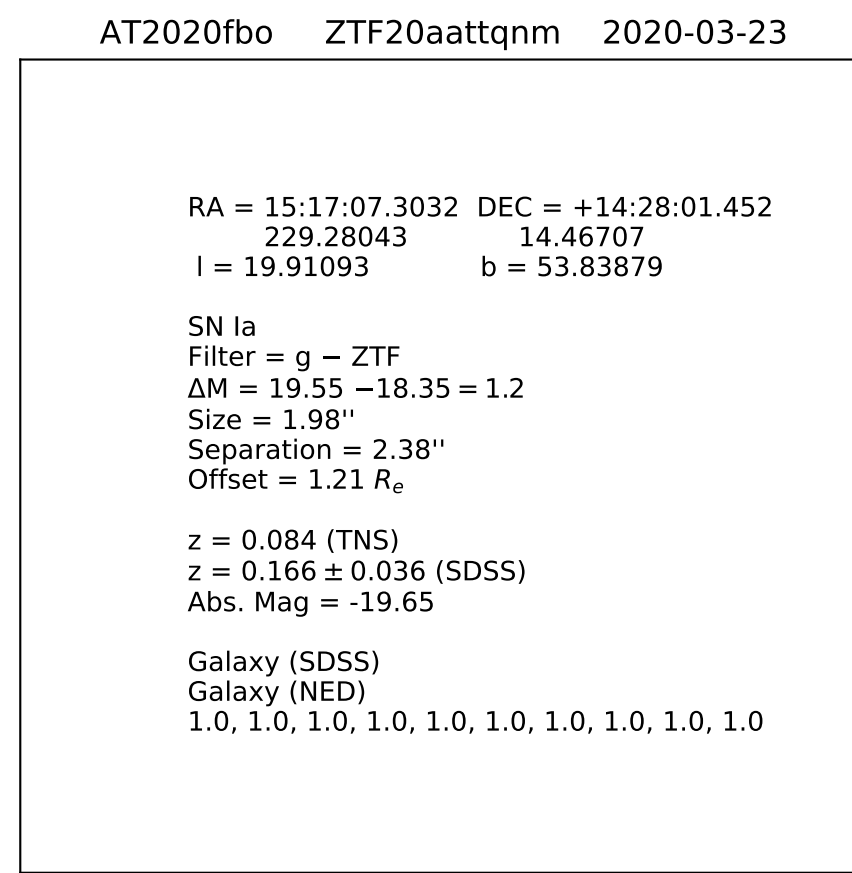 AT2020fbo ZTF20aattqnm 2020-03-23
RA = 15:17:07.3032 DEC = +14:28:01.452
229.28043 14.46707
l = 19.91093 b = 53.83879
SN Ia
Filter = g − ZTF
ΔM = 19.55 −18.35 = 1.2
Size = 1.98''
Separation = 2.38''
Offset = 1.21 Rₑ
z = 0.084 (TNS)
z = 0.166 ± 0.036 (SDSS)
Abs. Mag = -19.65
Galaxy (SDSS)
Galaxy (NED)
1.0, 1.0, 1.0, 1.0, 1.0, 1.0, 1.0, 1.0, 1.0, 1.0